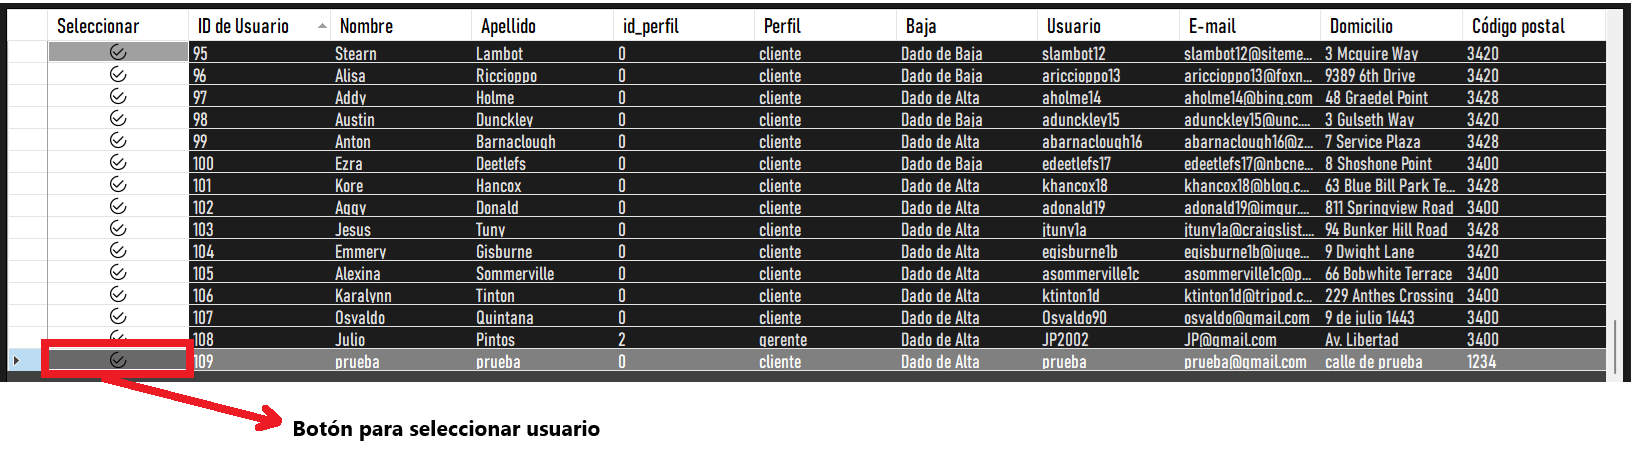 Seleccionar ID de Usuario Nombre Apellido id_perfil Perfil Baja Usuario E-mail Domicilio Código postal
95 Stearn Lambot 0 cliente Dado de Baja slambot12 slambot12@siteme... 3 Mcguire Way 3420
96 Alisa Riccioppo 0 cliente Dado de Baja ariccioppo13 ariccioppo13@foxn... 9389 6th Drive 3420
97 Addy Holme 0 cliente Dado de Alta aholme14 aholme14@bing.com 48 Graedel Point 3428
98 Austin Dunckley 0 cliente Dado de Baja adunckley15 adunckley15@unc.... 3 Gulseth Way 3420
99 Anton Barnaclough 0 cliente Dado de Alta abarnaclough16 abarnaclough16@z... 7 Service Plaza 3428
100 Ezra Deetlefs 0 cliente Dado de Baja edeetlefs17 edeetlefs17@nbcne... 8 Shoshone Point 3400
101 Kore Hancox 0 cliente Dado de Alta khancox18 khancox18@blog.c... 63 Blue Bill Park Te... 3428
102 Aggy Donald 0 cliente Dado de Alta adonald19 adonald19@imgur.... 811 Springview Road 3400
103 Jesus Tuny 0 cliente Dado de Alta jtuny1a jtuny1a@craigslist.... 94 Bunker Hill Road 3428
104 Emmery Gisburne 0 cliente Dado de Alta egisburne1b egisburne1b@juge... 9 Dwight Lane 3420
105 Alexina Sommerville 0 cliente Dado de Alta asommerville1c asommerville1c@p... 66 Bobwhite Terrace 3400
106 Karalynn Tinton 0 cliente Dado de Alta ktinton1d ktinton1d@tripod.c... 229 Anthes Crossing 3400
107 Osvaldo Quintana 0 cliente Dado de Alta Osvaldo90 osvaldo@gmail.com 9 de julio 1443 3400
108 Julio Pintos 2 gerente Dado de Alta JP2002 JP@gmail.com Av. Libertad 3400
109 prueba prueba 0 cliente Dado de Alta prueba prueba@gmail.com calle de prueba 1234
Botón para seleccionar usuario